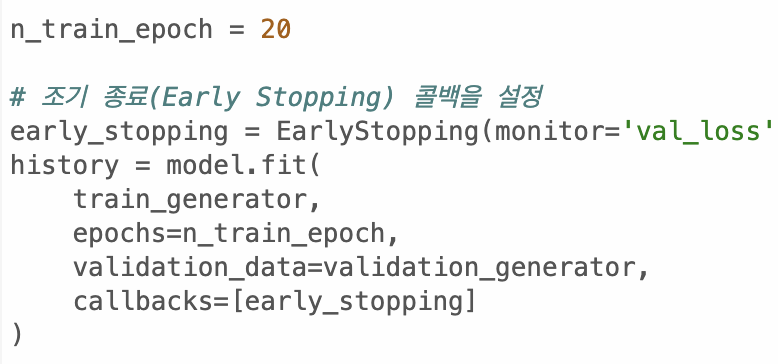 n_train_epoch = 20
# 조기 종료(Early Stopping) 콜백을 설정
early_stopping = EarlyStopping(monitor='val_loss'
history = model.fit(
    train_generator,
    epochs=n_train_epoch,
    validation_data=validation_generator,
    callbacks=[early_stopping]
)